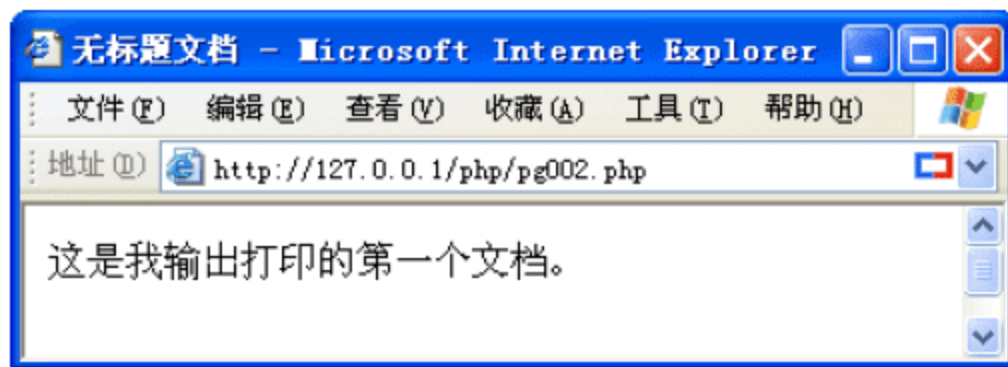 无标题文档 - Microsoft Internet Explorer
文件(F) 编辑(E) 查看(V) 收藏(A) 工具(T) 帮助(H)
地址(D) http://127.0.0.1/php/pg002.php
这是我输出打印的第一个文档。